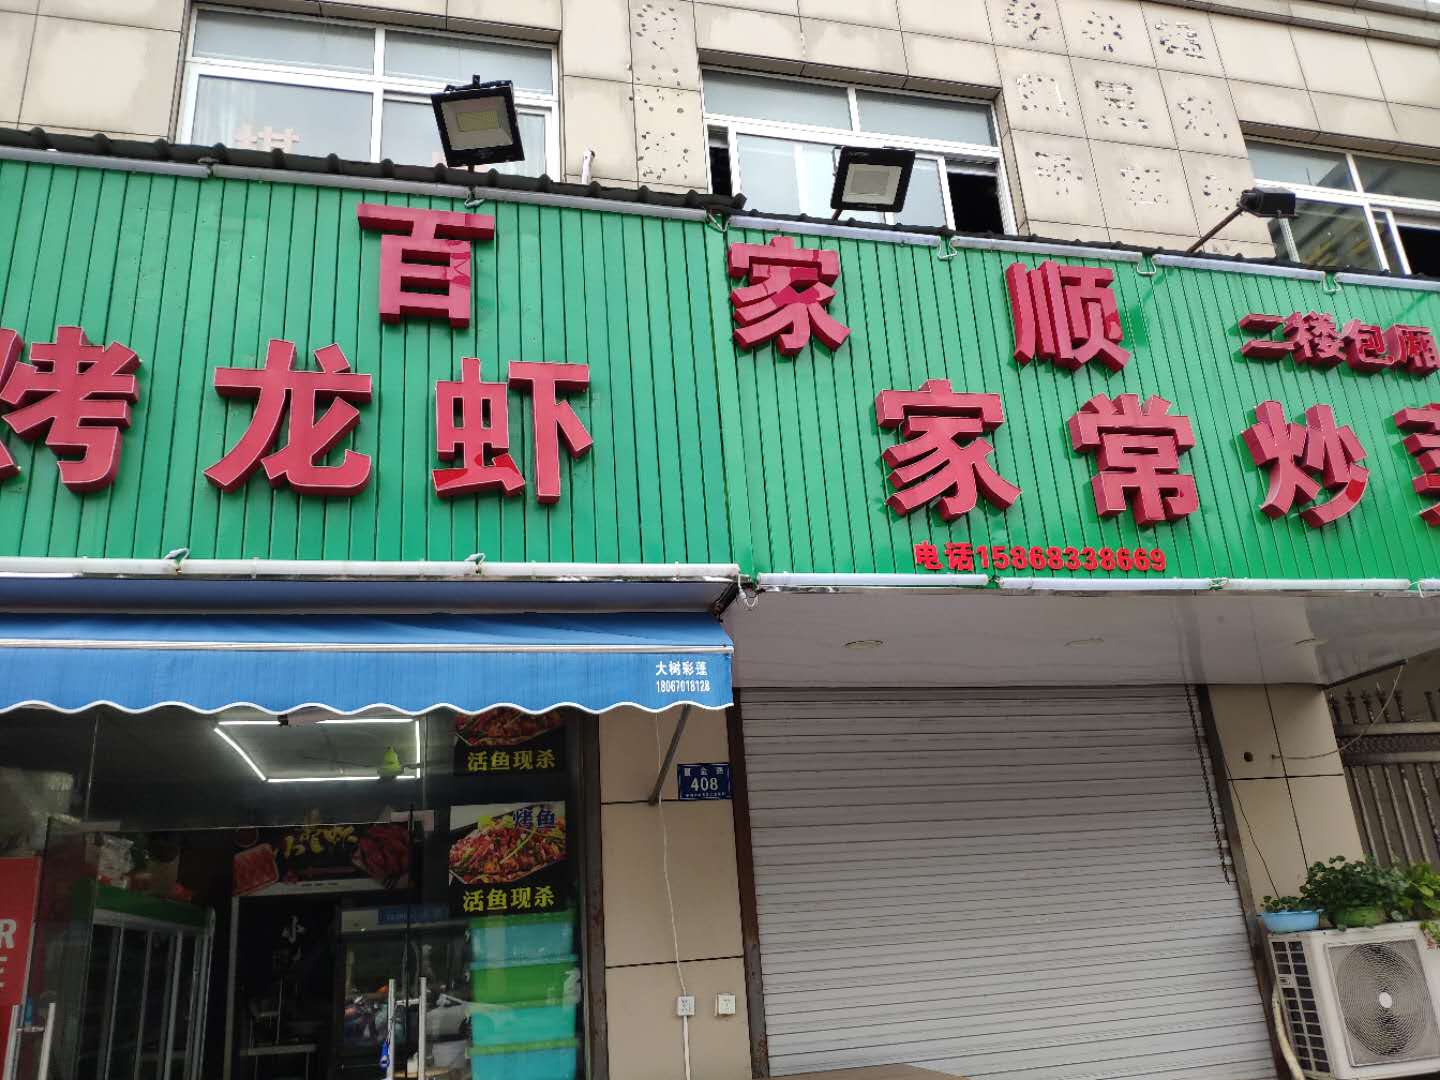 百家顺
二楼包厢
烤龙虾
家常炒
电话15868338669
大树彩蓬
18067018128
活鱼现杀
烤鱼
活鱼现杀
408
小